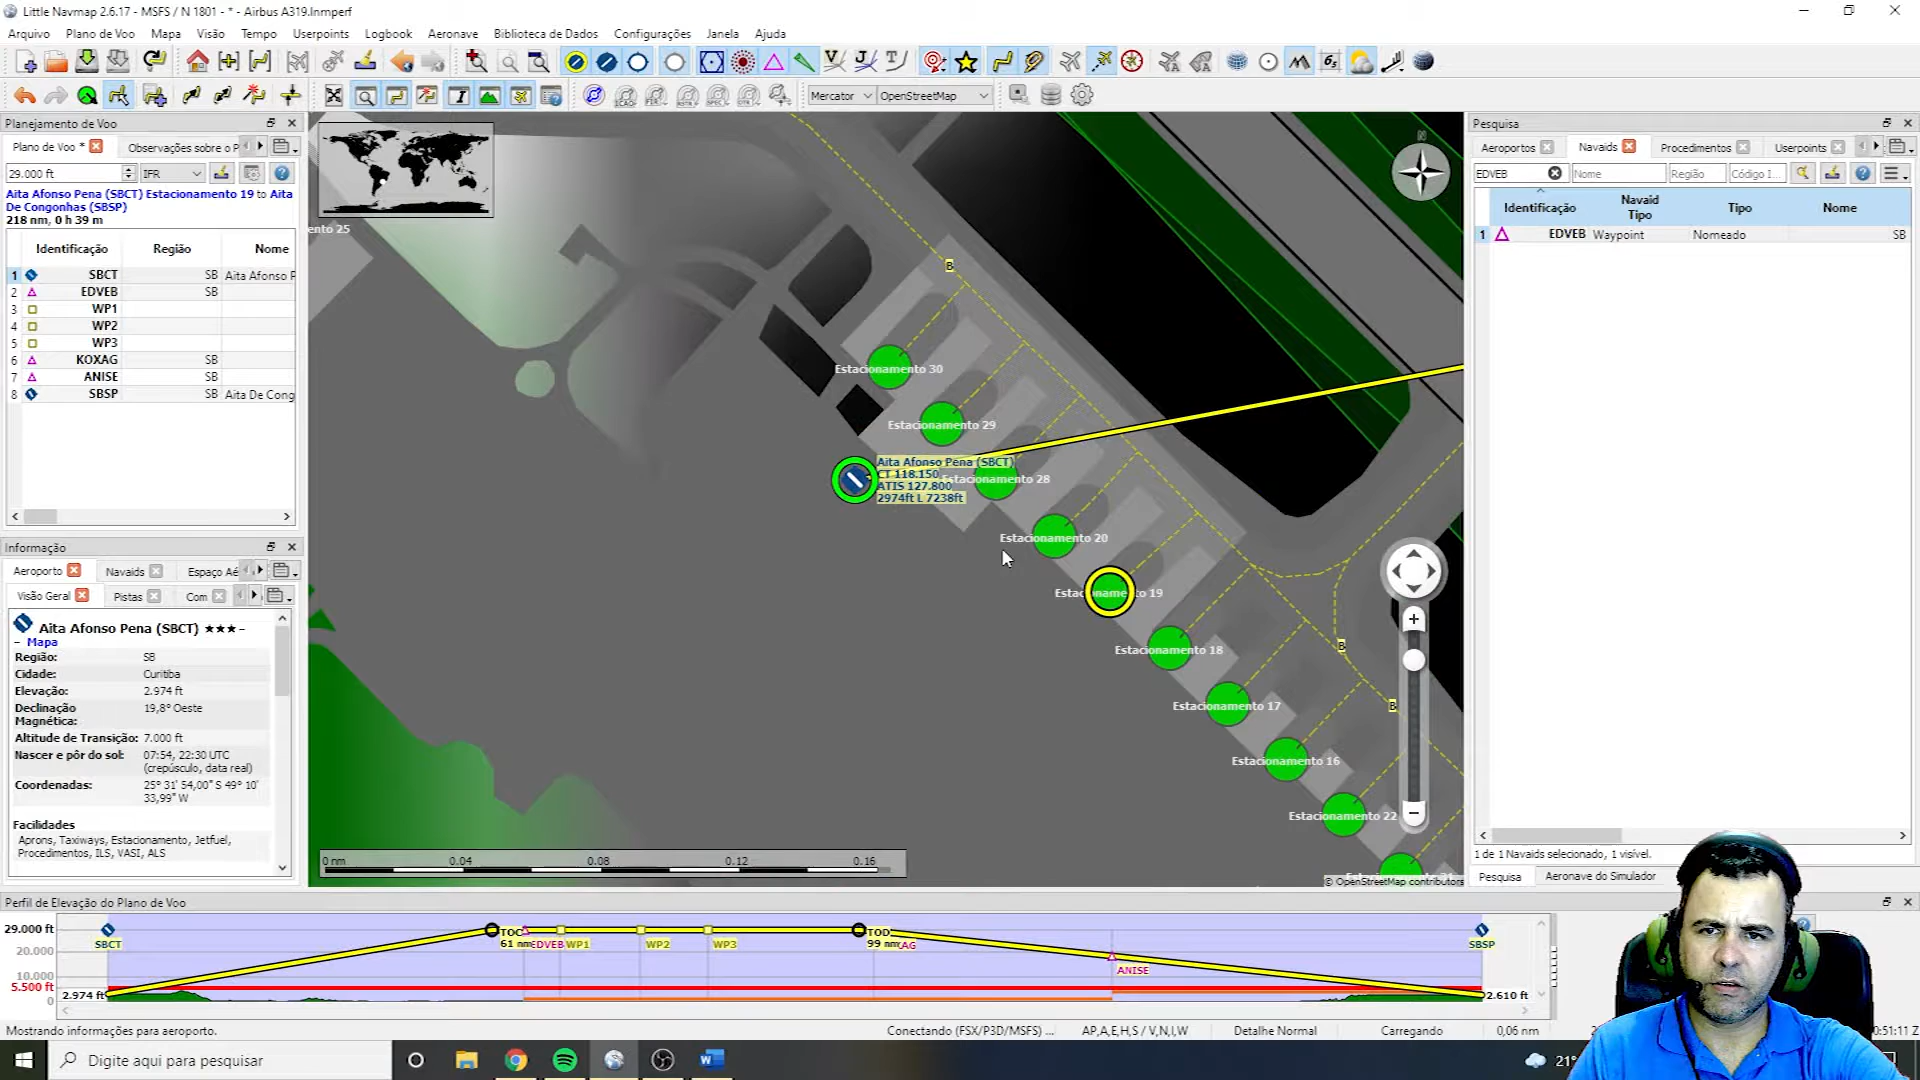 Little Navmap 2.6.17 - MSFS / N 1801 - * - Airbus A319.lnmperf
Arquivo Plano de Voo Mapa Visão Tempo Userpoints Logbook Aeronave Biblioteca de Dados Configurações Janela Ajuda
Mercator OpenStreetMap
Planejamento de Voo
Plano de Voo * Observações sobre o P
29.000 ft IFR
Aita Afonso Pena (SBCT) Estacionamento 19 to Aita
De Congonhas (SBSP)
218 nm, 0 h 39 m
Identificação Região Nome
1 SBCT SB Aita Afonso P
2 EDVEB SB
3 WP1
4 WP2
5 WP3
6 KOXAG SB
7 ANISE SB
8 SBSP SB Aita De Cong
Informação
Aeroporto Navaids Espaço Aé
Visão Geral Pistas Com
Aita Afonso Pena (SBCT) ★★★--
- Mapa
Região: SB
Cidade: Curitiba
Elevação: 2.974 ft
Declinação Magnética: 19,8° Oeste
Altitude de Transição: 7.000 ft
Nascer e pôr do sol: 07:54, 22:30 UTC
(crepúsculo, data real)
Coordenadas: 25° 31' 54,00" S 49° 10'
33,99" W
Facilidades
Aprons, Taxiways, Estacionamento, Jetfuel,
Procedimentos, ILS, VASI, ALS
ento 25
B
Estacionamento 30
Estacionamento 29
Aita Afonso Pena (SBCT)
CT 118.150
ATIS 127.800
2974ft L 7238ft
Estacionamento 28
Estacionamento 20
Estacionamento 19
Estacionamento 18
B
Estacionamento 17
B
Estacionamento 16
Estacionamento 22
N
0 nm 0.04 0.08 0.12 0.16
© OpenStreetMap contributors
Pesquisa
Aeroportos Navaids Procedimentos Userpoints
EDVEB Nome Região Código I...
Identificação Navaid Tipo Tipo Nome
1 EDVEB Waypoint Nomeado SB
1 de 1 Navaids selecionado, 1 visível.
Pesquisa Aeronave do Simulador
Perfil de Elevação do Plano de Voo
29.000 ft
20.000
10.000
5.500 ft
0
2.974 ft
SBCT
TOC
61 nm
EDVEB
WP1
WP2
WP3
TOD
99 nm
AG
ANISE
SBSP
2.610 ft
Mostrando informações para aeroporto. Conectando (FSX/P3D/MSFS) ... AP,A,E,H,S / V,N,I,W Detalhe Normal Carregando 0,06 nm
Digite aqui para pesquisar
21°